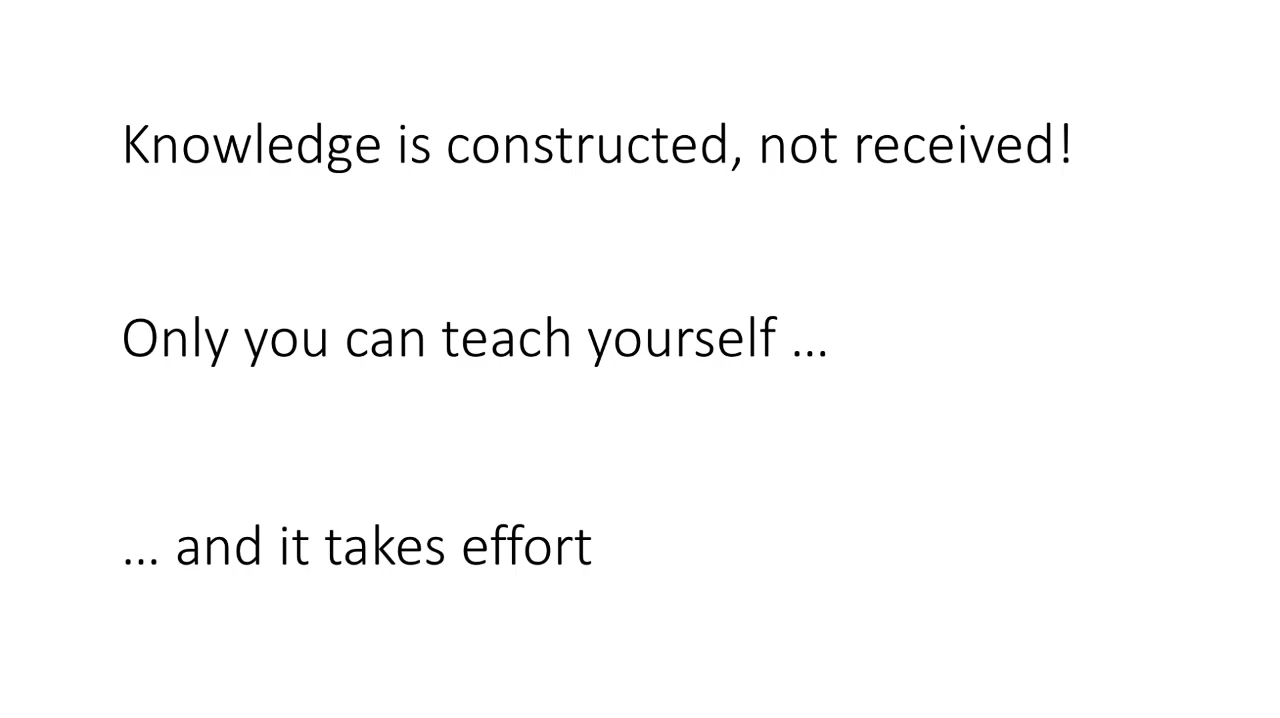 Knowledge is constructed, not received!
Only you can teach yourself …
… and it takes effort